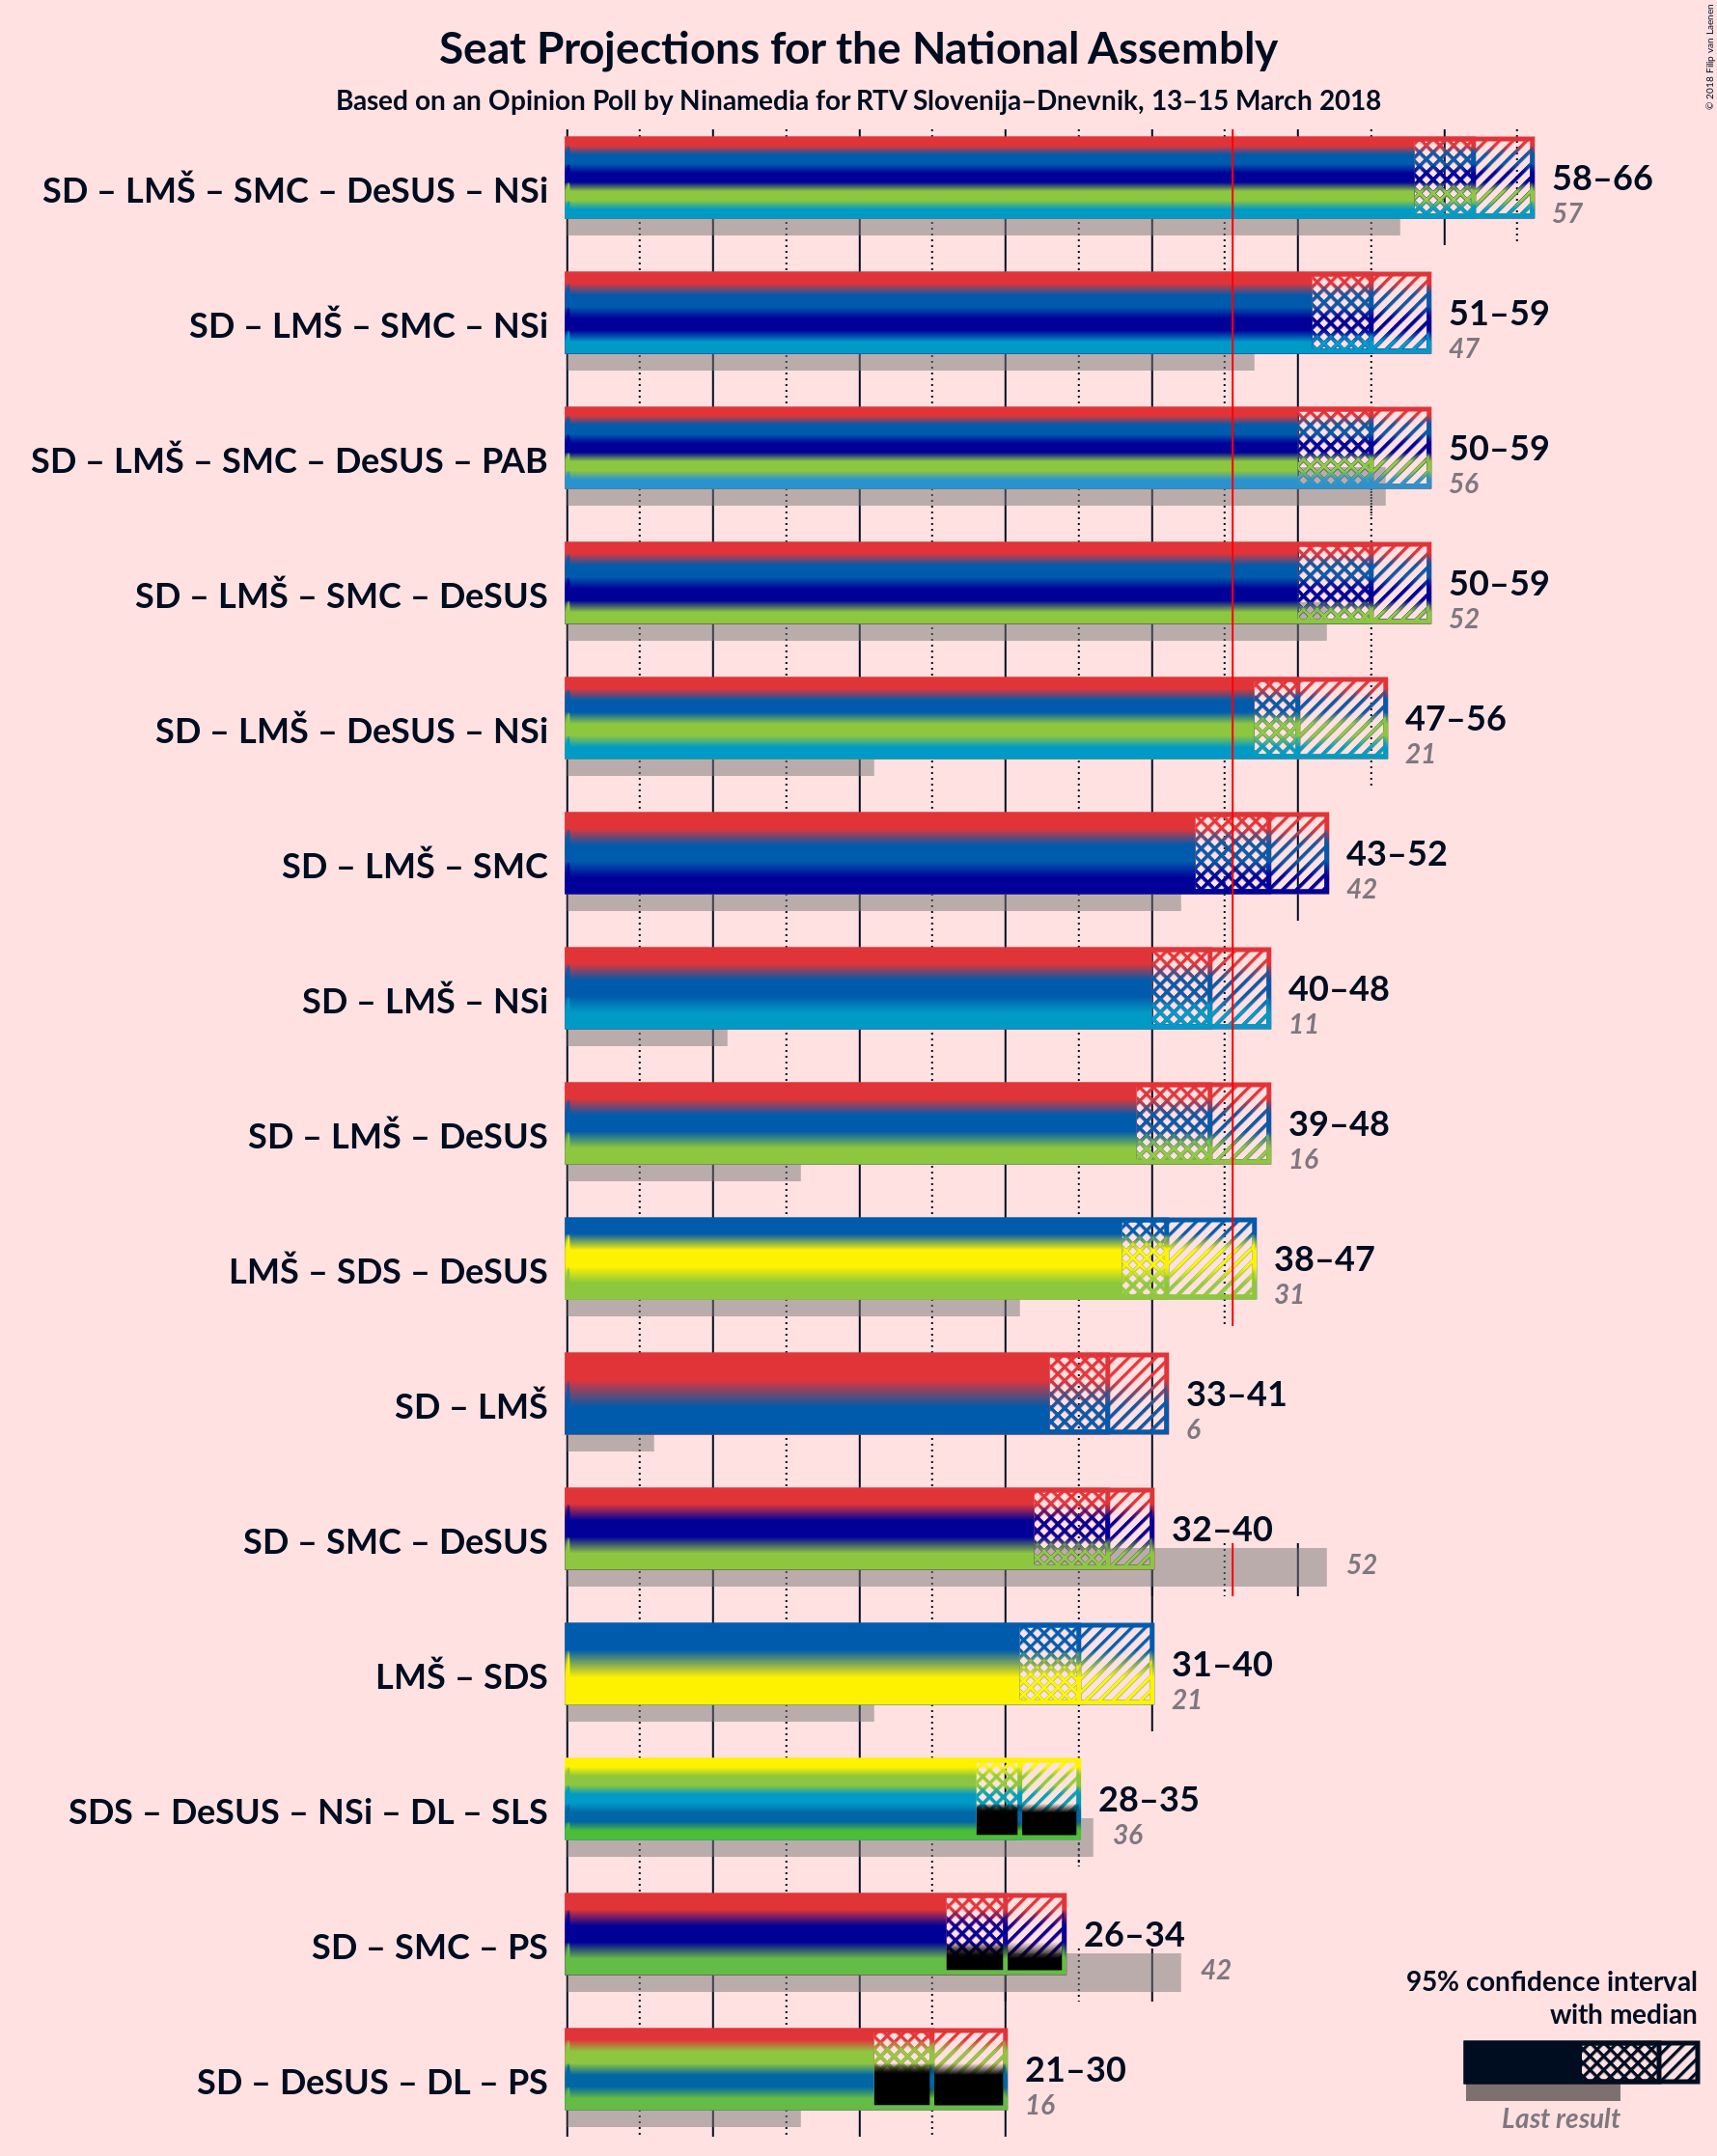 Seat Projections for the National Assembly
Based on an Opinion Poll by Ninamedia for RTV Slovenija–Dnevnik, 13–15 March 2018
© 2018 Filip van Laenen
SD – LMŠ – SMC – DeSUS – NSi
58–66
57
SD – LMŠ – SMC – NSi
51–59
47
SD – LMŠ – SMC – DeSUS – PAB
50–59
56
SD – LMŠ – SMC – DeSUS
50–59
52
SD – LMŠ – DeSUS – NSi
47–56
21
SD – LMŠ – SMC
43–52
42
SD – LMŠ – NSi
40–48
11
SD – LMŠ – DeSUS
39–48
16
LMŠ – SDS – DeSUS
38–47
31
SD – LMŠ
33–41
6
SD – SMC – DeSUS
32–40
52
LMŠ – SDS
31–40
21
SDS – DeSUS – NSi – DL – SLS
28–35
36
SD – SMC – PS
26–34
42
SD – DeSUS – DL – PS
21–30
16
95% confidence interval
with median
Last result